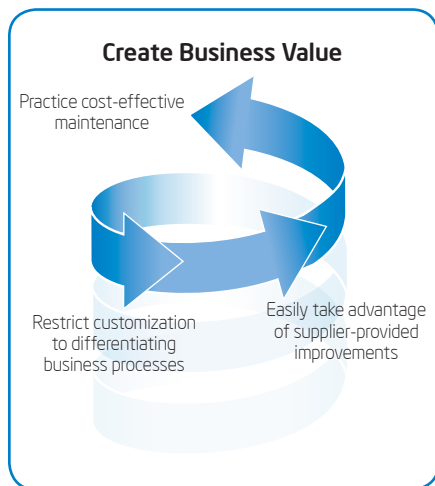 Create Business Value
Practice cost-effective
maintenance
Restrict customization
to differentiating
business processes
Easily take advantage
of supplier-provided
improvements